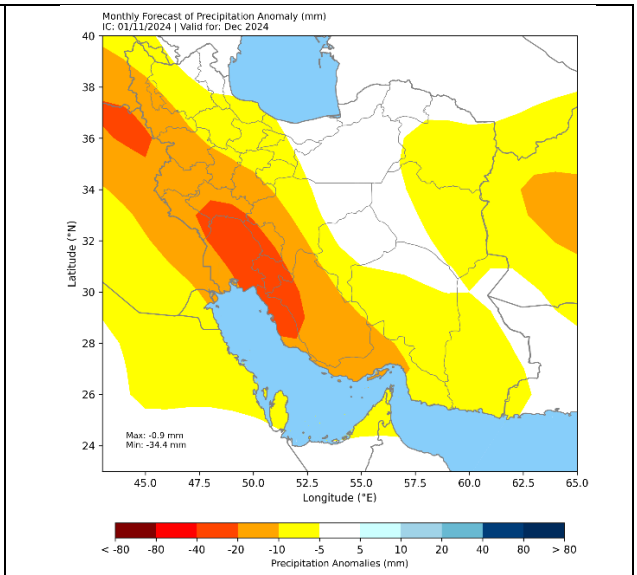 Monthly Forecast of Precipitation Anomaly (mm)
IC: 01/11/2024 | Valid for: Dec 2024
40
38
36
34
32
30
28
26
24
Latitude (°N)
Max: -0.9 mm
Min: -34.4 mm
45.0 47.5 50.0 52.5 55.0 57.5 60.0 62.5 65.0
Longitude (°E)
< -80 -80 -40 -20 -10 -5 5 10 20 40 80 > 80
Precipitation Anomalies (mm)